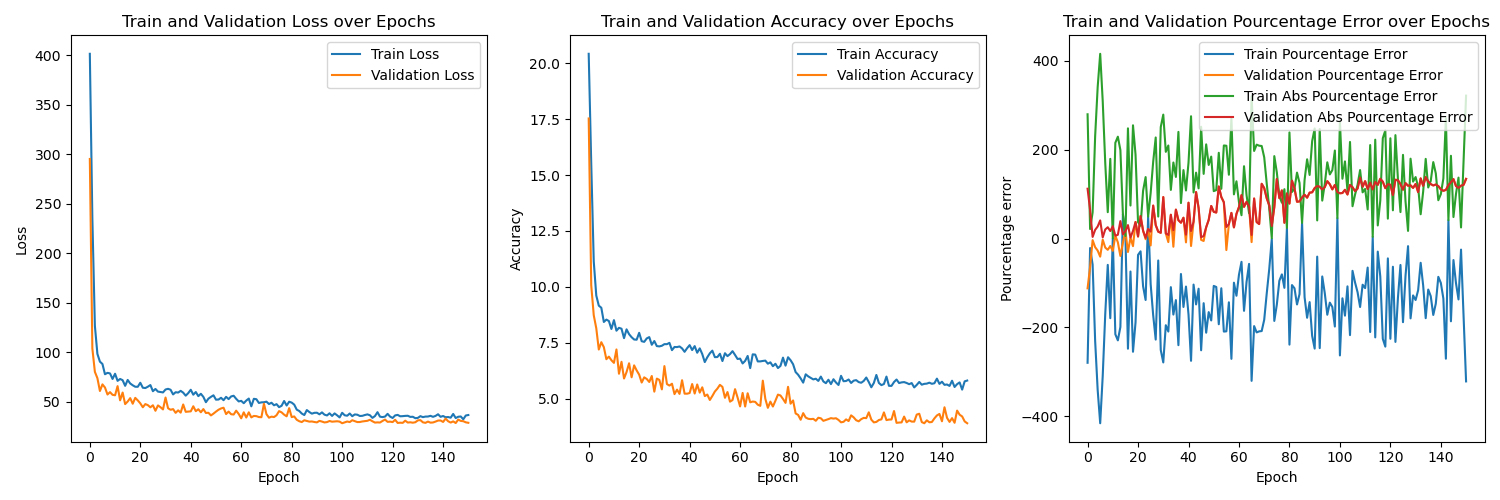 Train and Validation Loss over Epochs
Loss
400
350
300
250
200
150
100
50
0
20
40
60
80
100
120
140
Epoch
Train Loss
Validation Loss
Train and Validation Accuracy over Epochs
Accuracy
20.0
17.5
15.0
12.5
10.0
7.5
5.0
0
20
40
60
80
100
120
140
Epoch
Train Accuracy
Validation Accuracy
Train and Validation Pourcentage Error over Epochs
Pourcentage error
400
200
0
−200
−400
0
20
40
60
80
100
120
140
Epoch
Train Pourcentage Error
Validation Pourcentage Error
Train Abs Pourcentage Error
Validation Abs Pourcentage Error